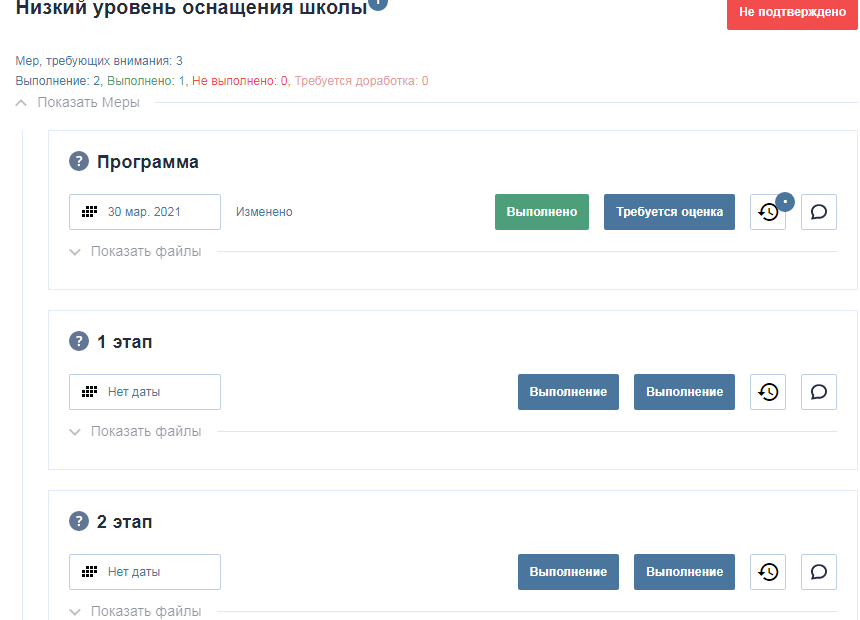 Низкий уровень оснащения школы
Не подтверждено
Мер, требующих внимания: 3
Выполнение: 2, Выполнено: 1, Не выполнено: 0, Требуется доработка: 0
Показать Меры
? Программа
30 мар. 2021 Изменено Выполнено Требуется оценка
Показать файлы
? 1 этап
Нет даты Выполнение Выполнение
Показать файлы
? 2 этап
Нет даты Выполнение Выполнение
Показать файлы